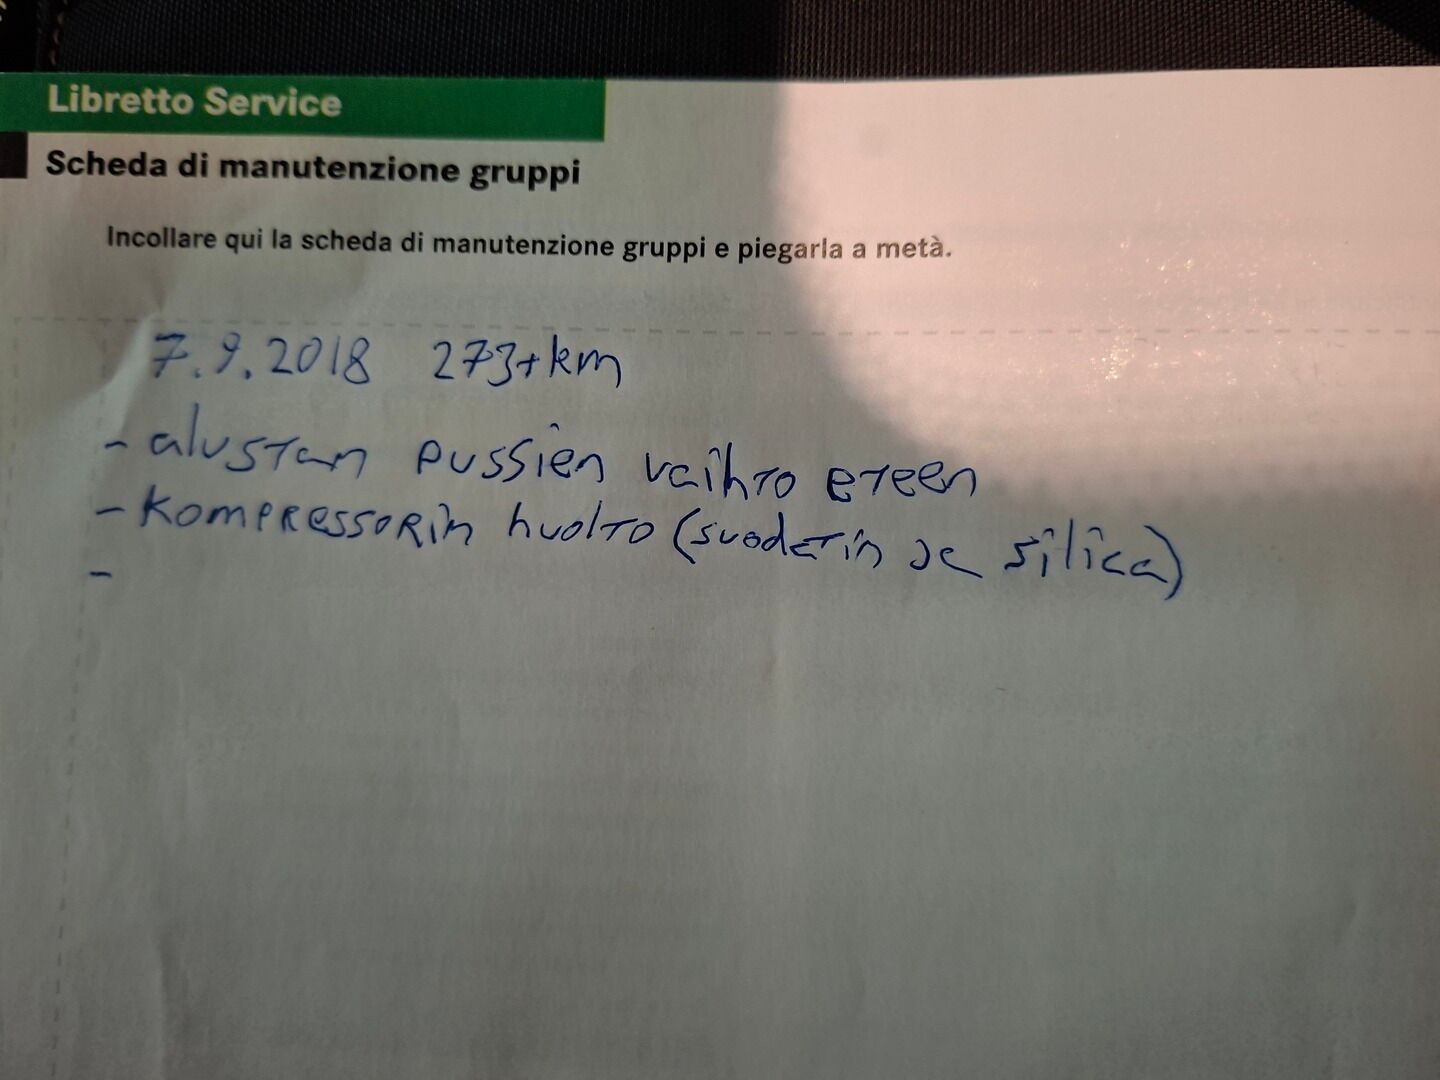 Libretto Service
Scheda di manutenzione gruppi
Incollare qui la scheda di manutenzione gruppi e piegarla a metà.
7.9.2018 273tkm
- alustan pussien vaihto eteen
- kompressorin huolto (suodatin ja silica)
-